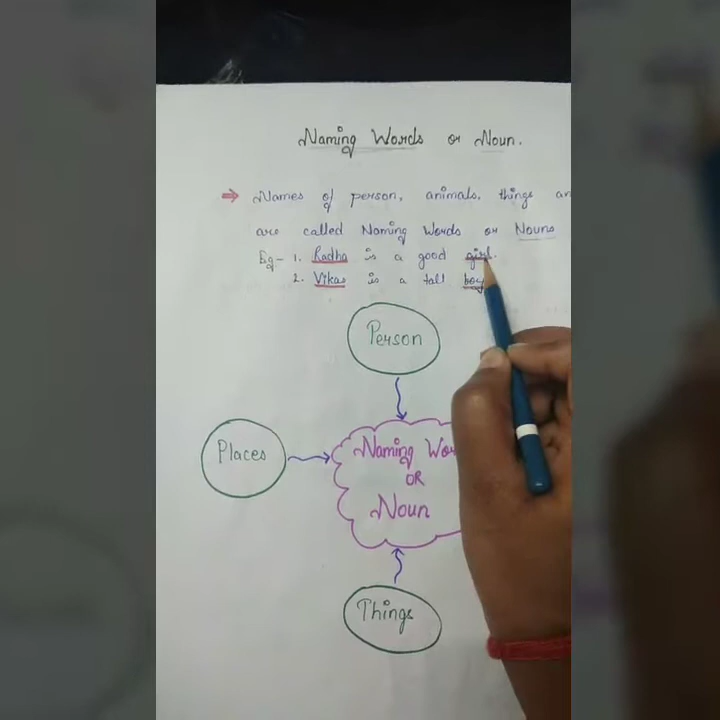 Naming Words or Noun.
⇒ Names of person, animals, things
are called Naming Words or Nouns
Eg- 1. Radha is a good girl.
2. Vikas is a tall boy
Person
Places
Naming
OR
Noun
Things